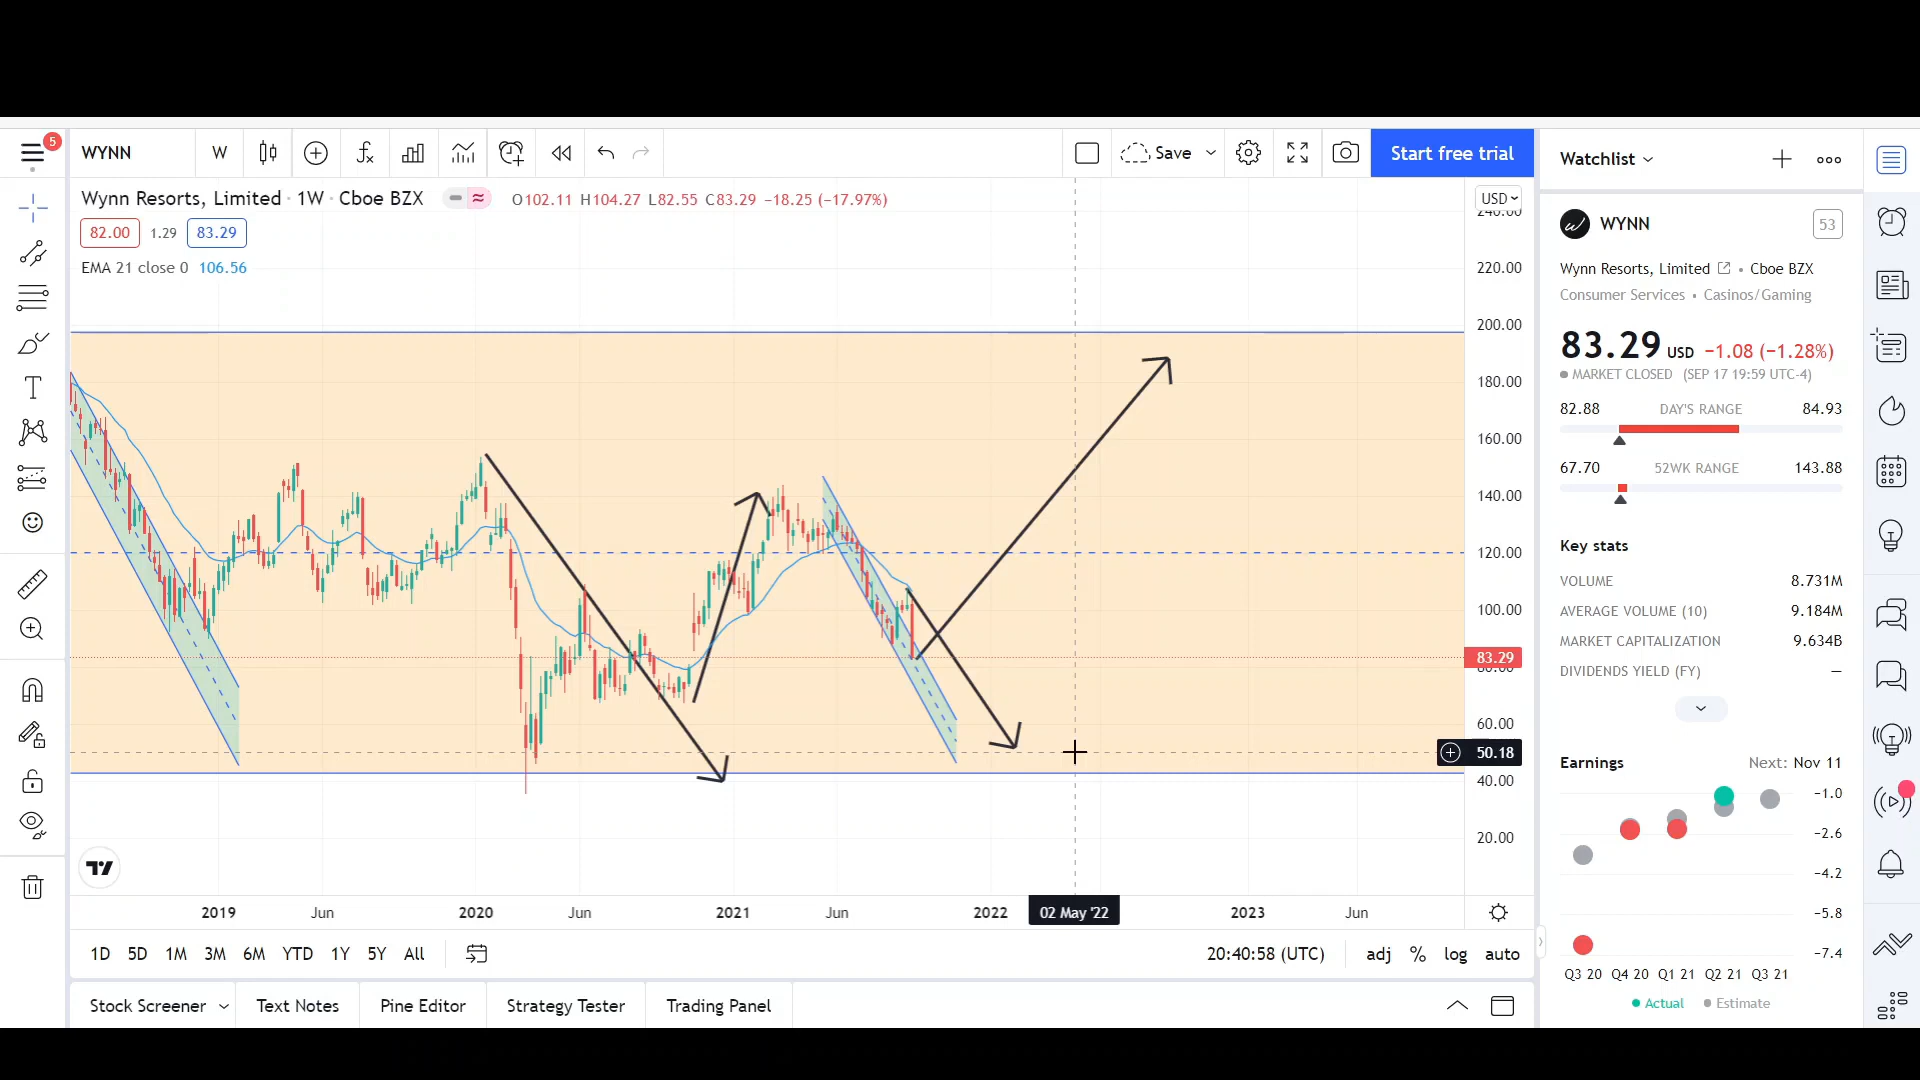 5
WYNN
W
Save
Start free trial
Watchlist
Wynn Resorts, Limited · 1W · Cboe BZX
O102.11 H104.27 L82.55 C83.29 −18.25 (−17.97%)
USD
82.00 1.29 83.29
EMA 21 close 0 106.56
240.00
220.00
200.00
180.00
160.00
140.00
120.00
100.00
83.29
80.00
60.00
50.18
40.00
20.00
2019 Jun 2020 Jun 2021 Jun 2022 02 May '22 2023 Jun
1D 5D 1M 3M 6M YTD 1Y 5Y All
20:40:58 (UTC) adj % log auto
Stock Screener Text Notes Pine Editor Strategy Tester Trading Panel
WYNN 53
Wynn Resorts, Limited • Cboe BZX
Consumer Services • Casinos/Gaming
83.29 USD −1.08 (−1.28%)
MARKET CLOSED (SEP 17 19:59 UTC-4)
82.88 DAY'S RANGE 84.93
67.70 52WK RANGE 143.88
Key stats
VOLUME 8.731M
AVERAGE VOLUME (10) 9.184M
MARKET CAPITALIZATION 9.634B
DIVIDENDS YIELD (FY) —
Earnings Next: Nov 11
−1.0
−2.6
−4.2
−5.8
−7.4
Q3 20 Q4 20 Q1 21 Q2 21 Q3 21
Actual Estimate